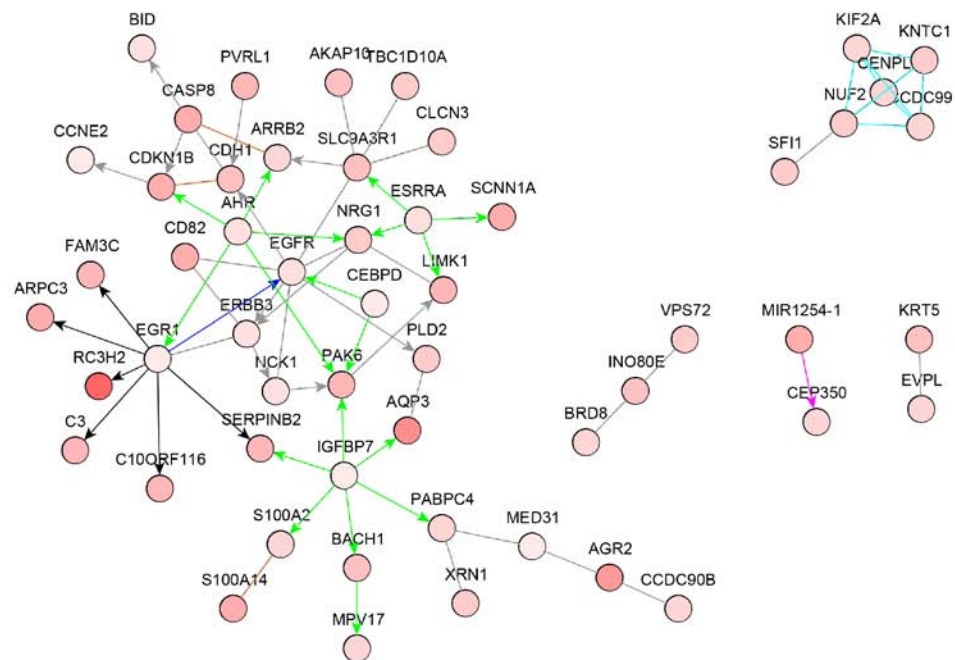 BID
KIF2A
KNTC1
PVRL1
AKAP10
TBC1D10A
CENPL
CASP8
NUF2
CCDC99
CCNE2
ARRB2
SLC9A3R1
CLCN3
SFI1
CDKN1B
CDH1
AHR
NRG1
ESRRA
SCNN1A
CD82
EGFR
FAM3C
CEBPD
LIMK1
ARPC3
ERBB3
EGR1
PLD2
VPS72
MIR1254-1
KRT5
RC3H2
NCK1
PAK6
INO80E
C3
SERPINB2
AQP3
BRD8
CEP350
EVPL
C10ORF116
IGFBP7
S100A2
PABPC4
MED31
BACH1
AGR2
S100A14
XRN1
CCDC90B
MPV17